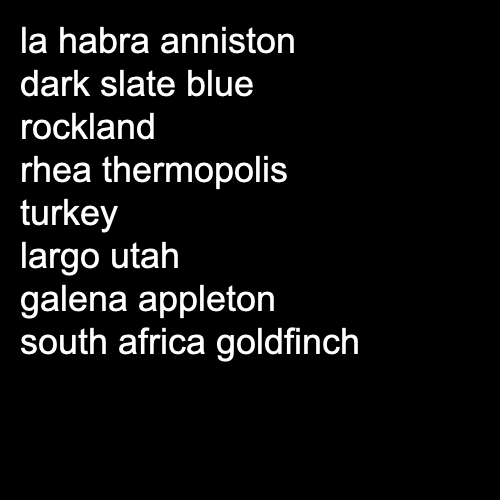 la habra anniston
dark slate blue
rockland
rhea thermopolis
turkey
largo utah
galena appleton
south africa goldfinch